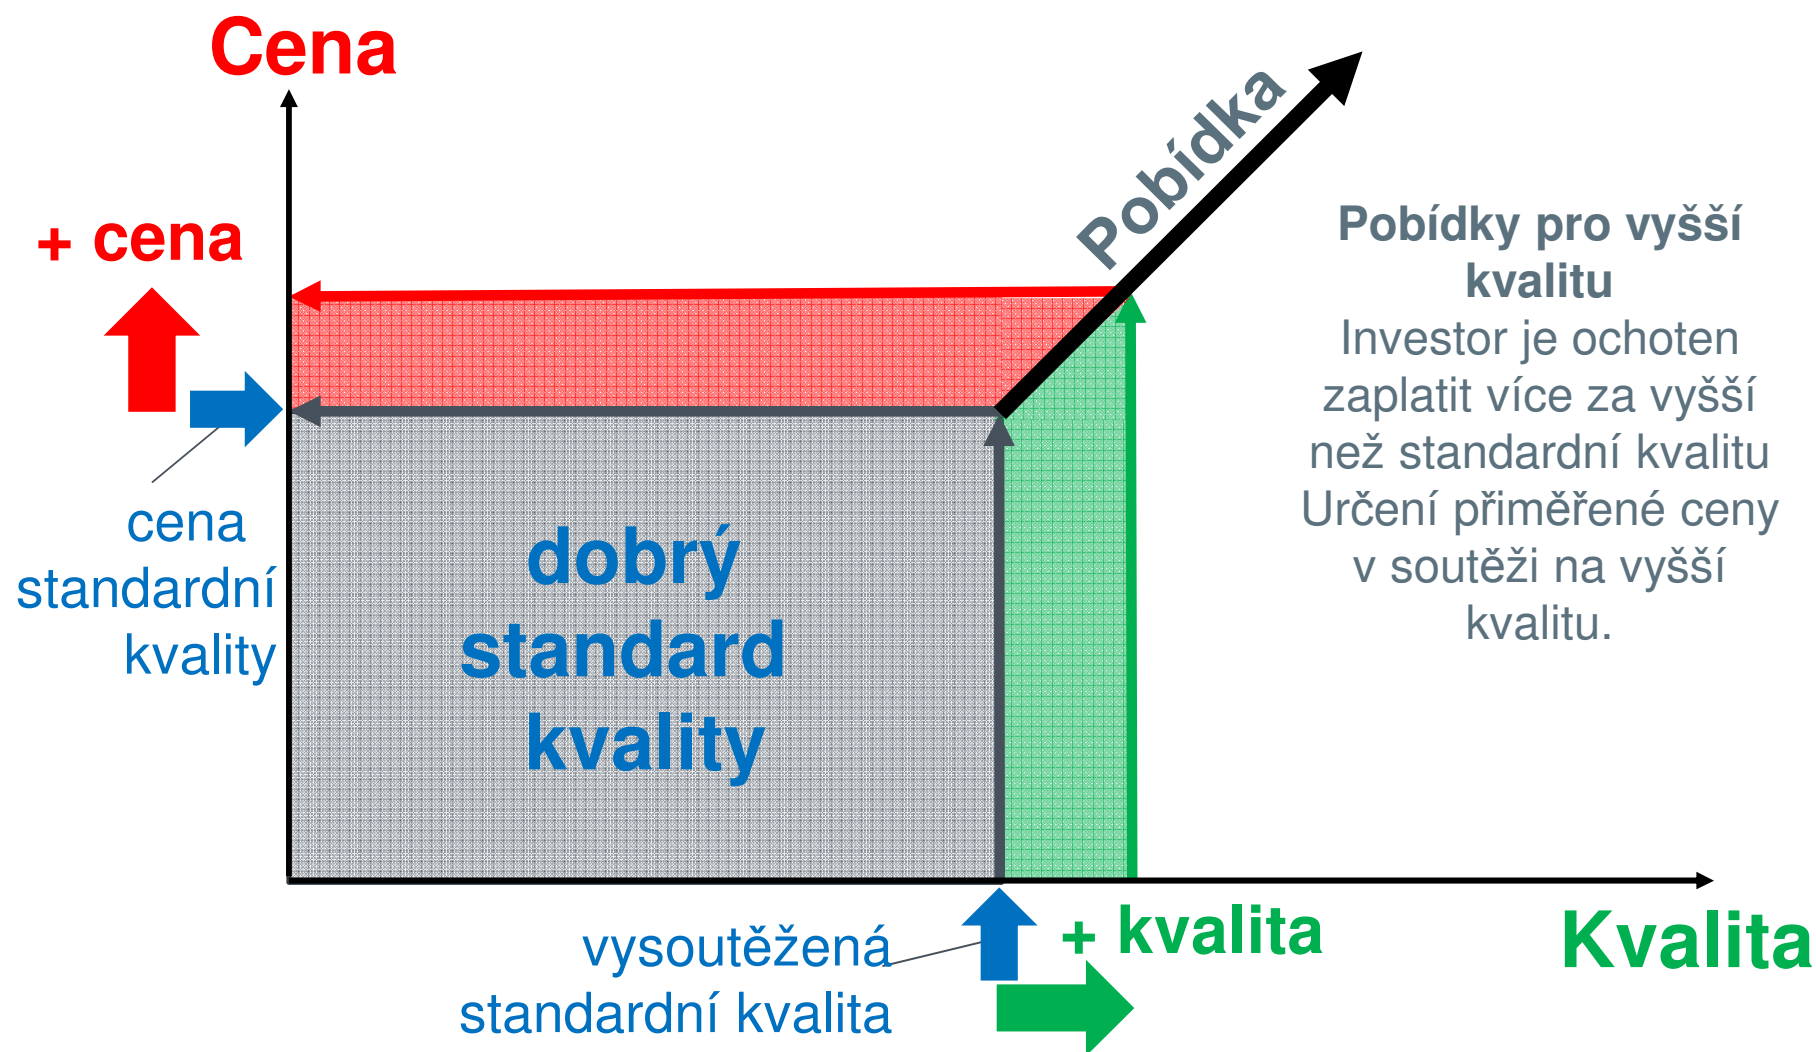 Cena
Pobídka
+ cena
Pobídky pro vyšší
kvalitu
Investor je ochoten
zaplatit více za vyšší
než standardní kvalitu
Určení přiměřené ceny
v soutěži na vyšší
kvalitu.
cena
standardní
kvality
dobrý
standard
kvality
+ kvalita
Kvalita
vysoutěžená
standardní kvalita